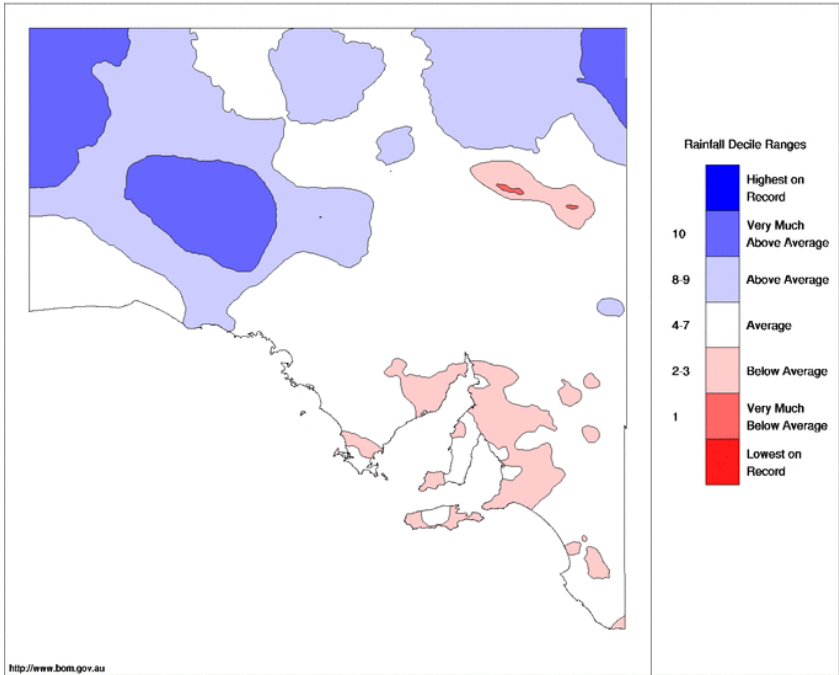 Rainfall Decile Ranges
Highest on
Record
10
Very Much
Above Average
8-9
Above Average
4-7
Average
2-3
Below Average
1
Very Much
Below Average
Lowest on
Record
http://www.bom.gov.au